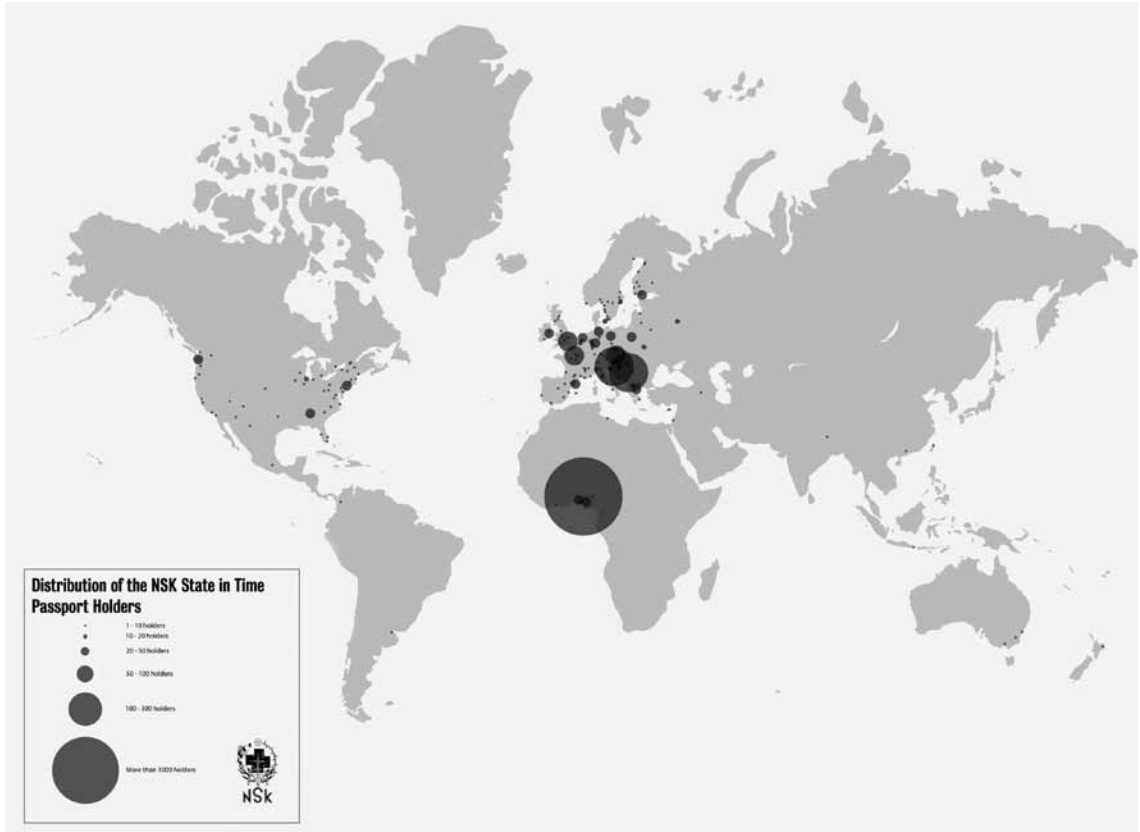 Distribution of the NSK State in Time
Passport Holders
1 - 10 holders
10 - 20 holders
20 - 50 holders
50 - 100 holders
100 - 300 holders
More than 1000 holders
NSK